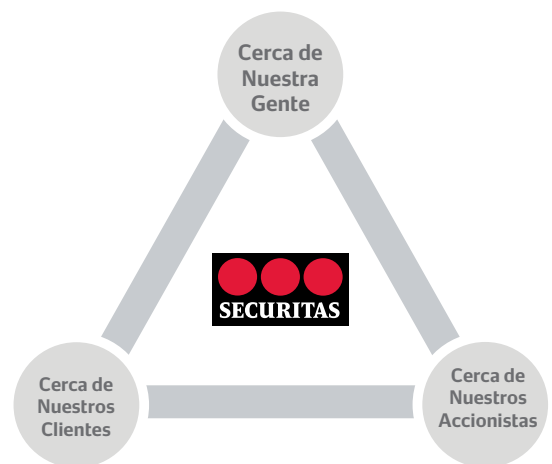 Cerca de
Nuestra
Gente
SECURITAS
Cerca de
Nuestros
Clientes
Cerca de
Nuestros
Accionistas